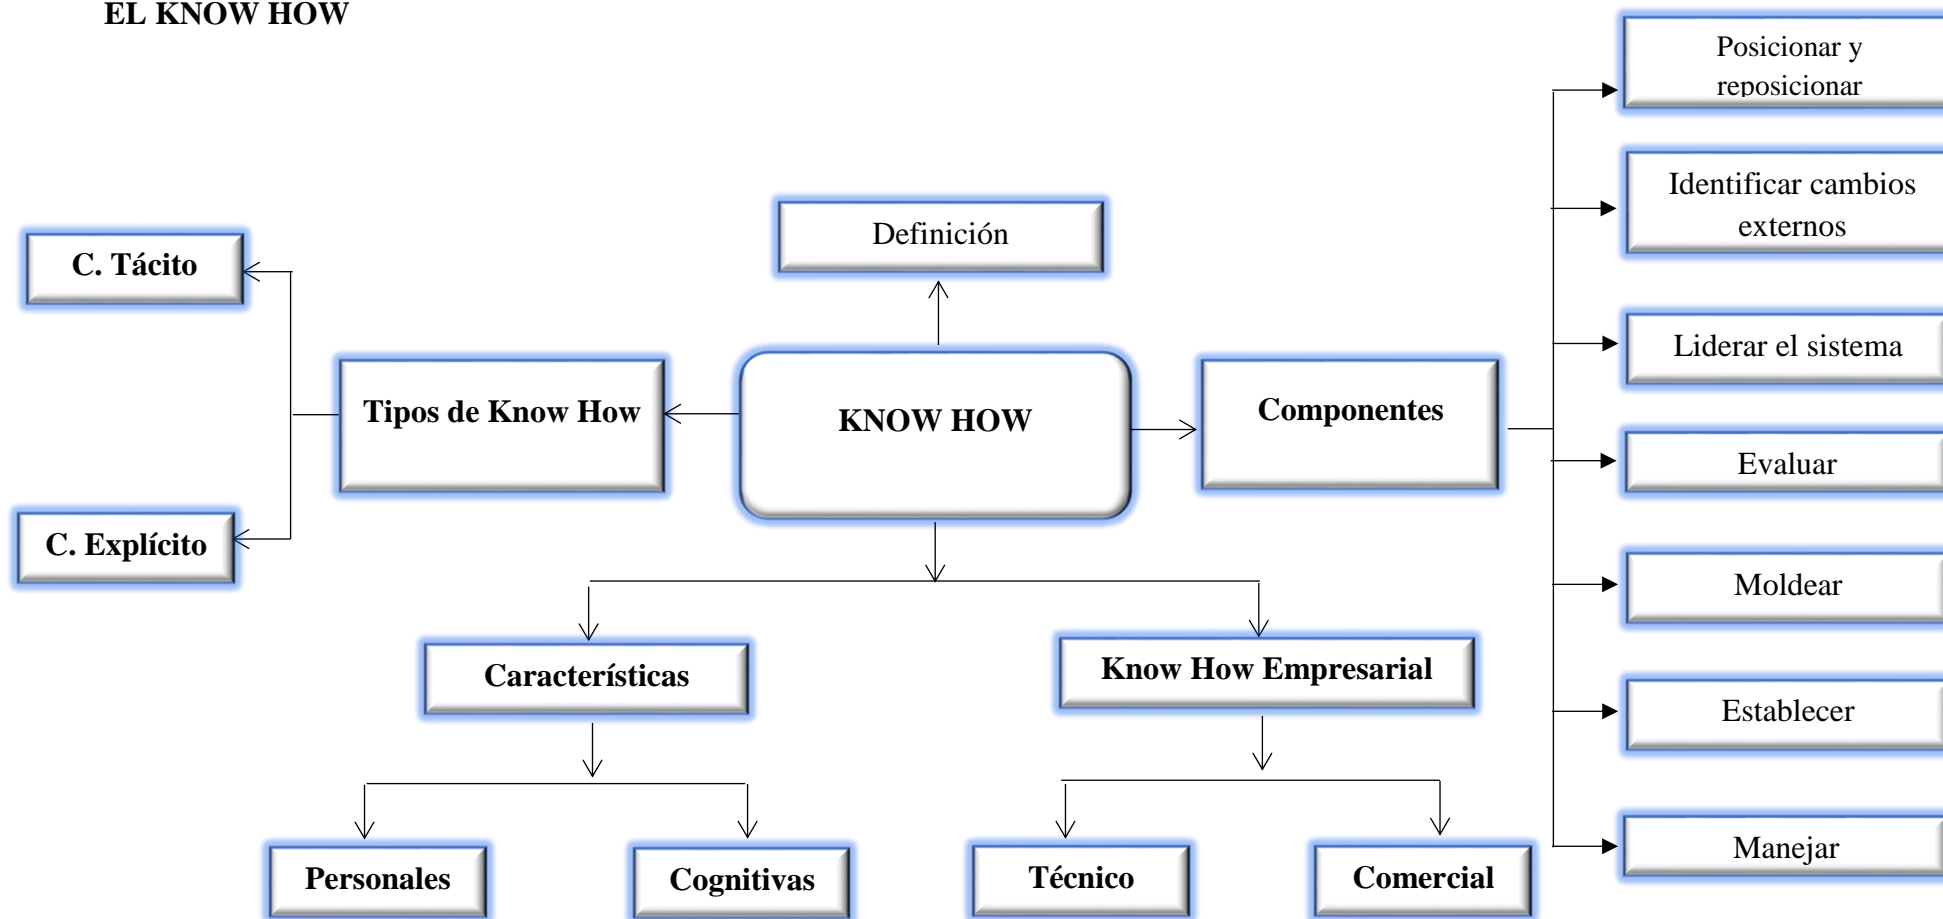 EL KNOW HOW
Posicionar y
reposicionar
Identificar cambios
externos
Definición
C. Tácito
Liderar el sistema
Tipos de Know How
KNOW HOW
Componentes
Evaluar
C. Explícito
Moldear
Características
Know How Empresarial
Establecer
Personales
Cognitivas
Técnico
Comercial
Manejar